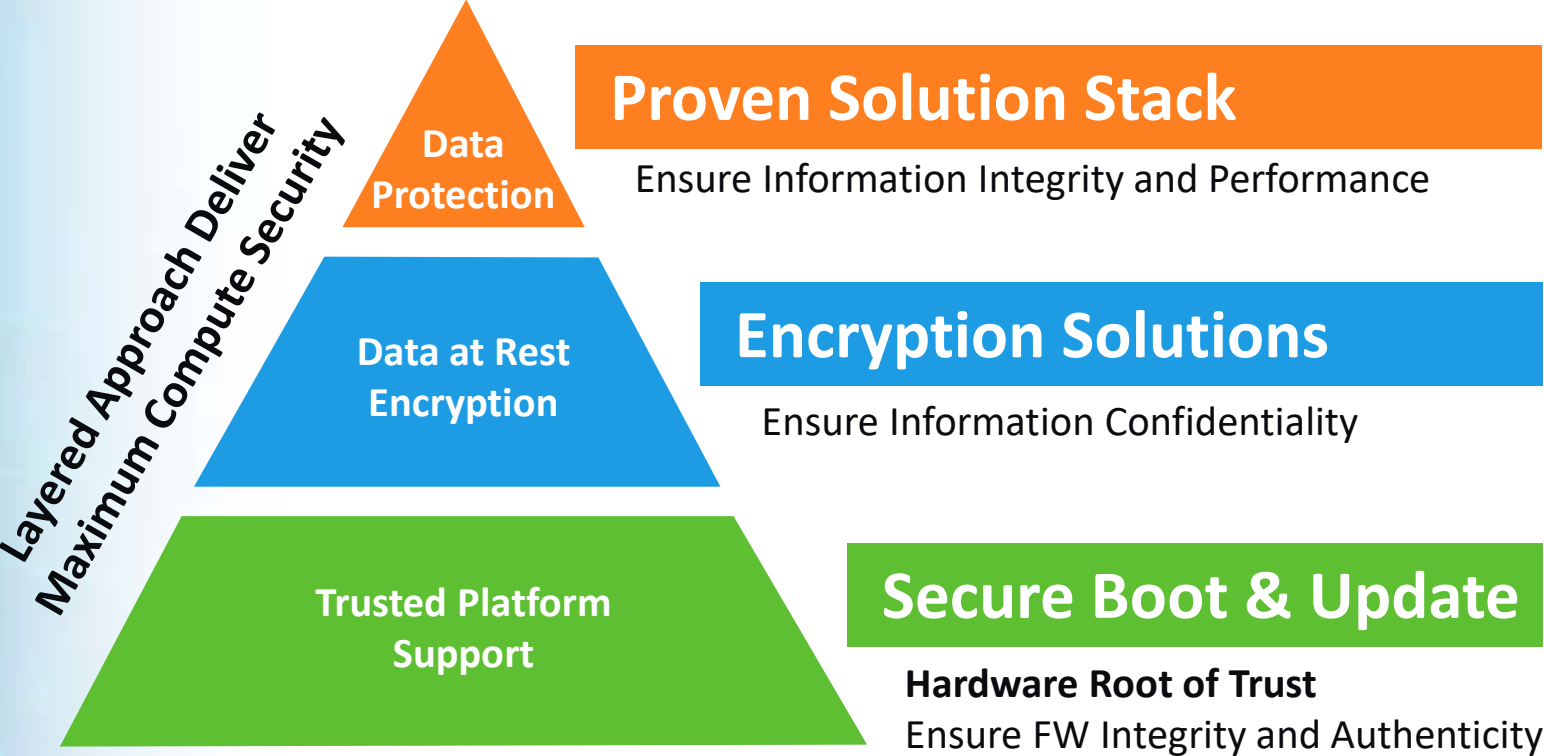 Layered Approach Deliver
Maximum Compute Security
Data
Protection
Proven Solution Stack
Ensure Information Integrity and Performance
Data at Rest
Encryption
Encryption Solutions
Ensure Information Confidentiality
Trusted Platform
Support
Secure Boot & Update
Hardware Root of Trust
Ensure FW Integrity and Authenticity